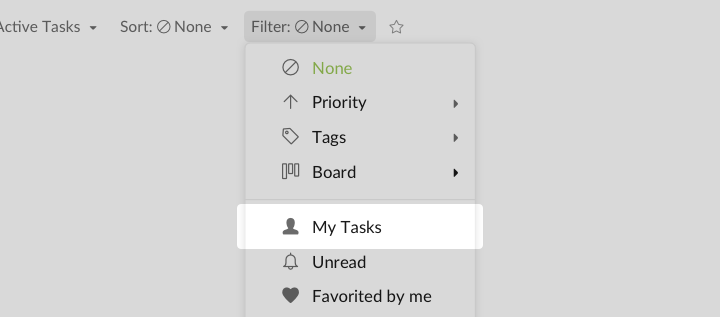 Active Tasks Sort: None Filter: None
None
Priority
Tags
Board
My Tasks
Unread
Favorited by me